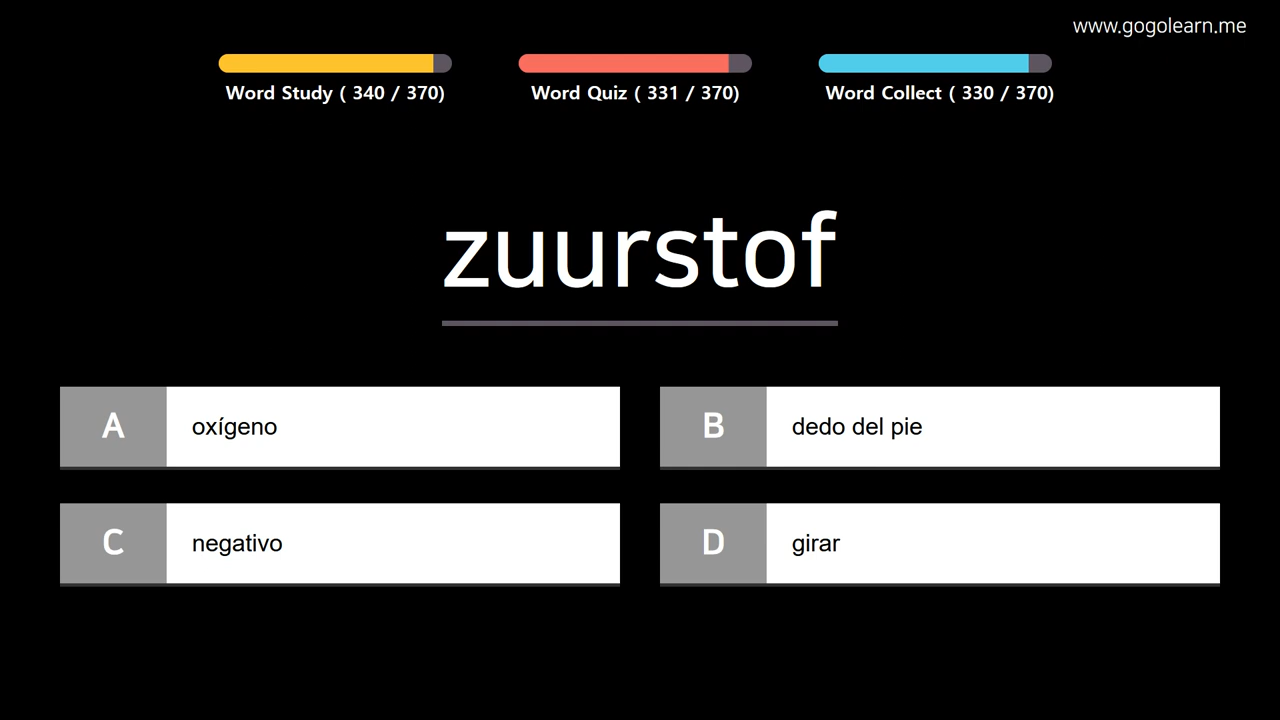 www.gogolearn.me
Word Study ( 340 / 370)
Word Quiz ( 331 / 370)
Word Collect ( 330 / 370)
zuurstof
A oxígeno
B dedo del pie
C negativo
D girar